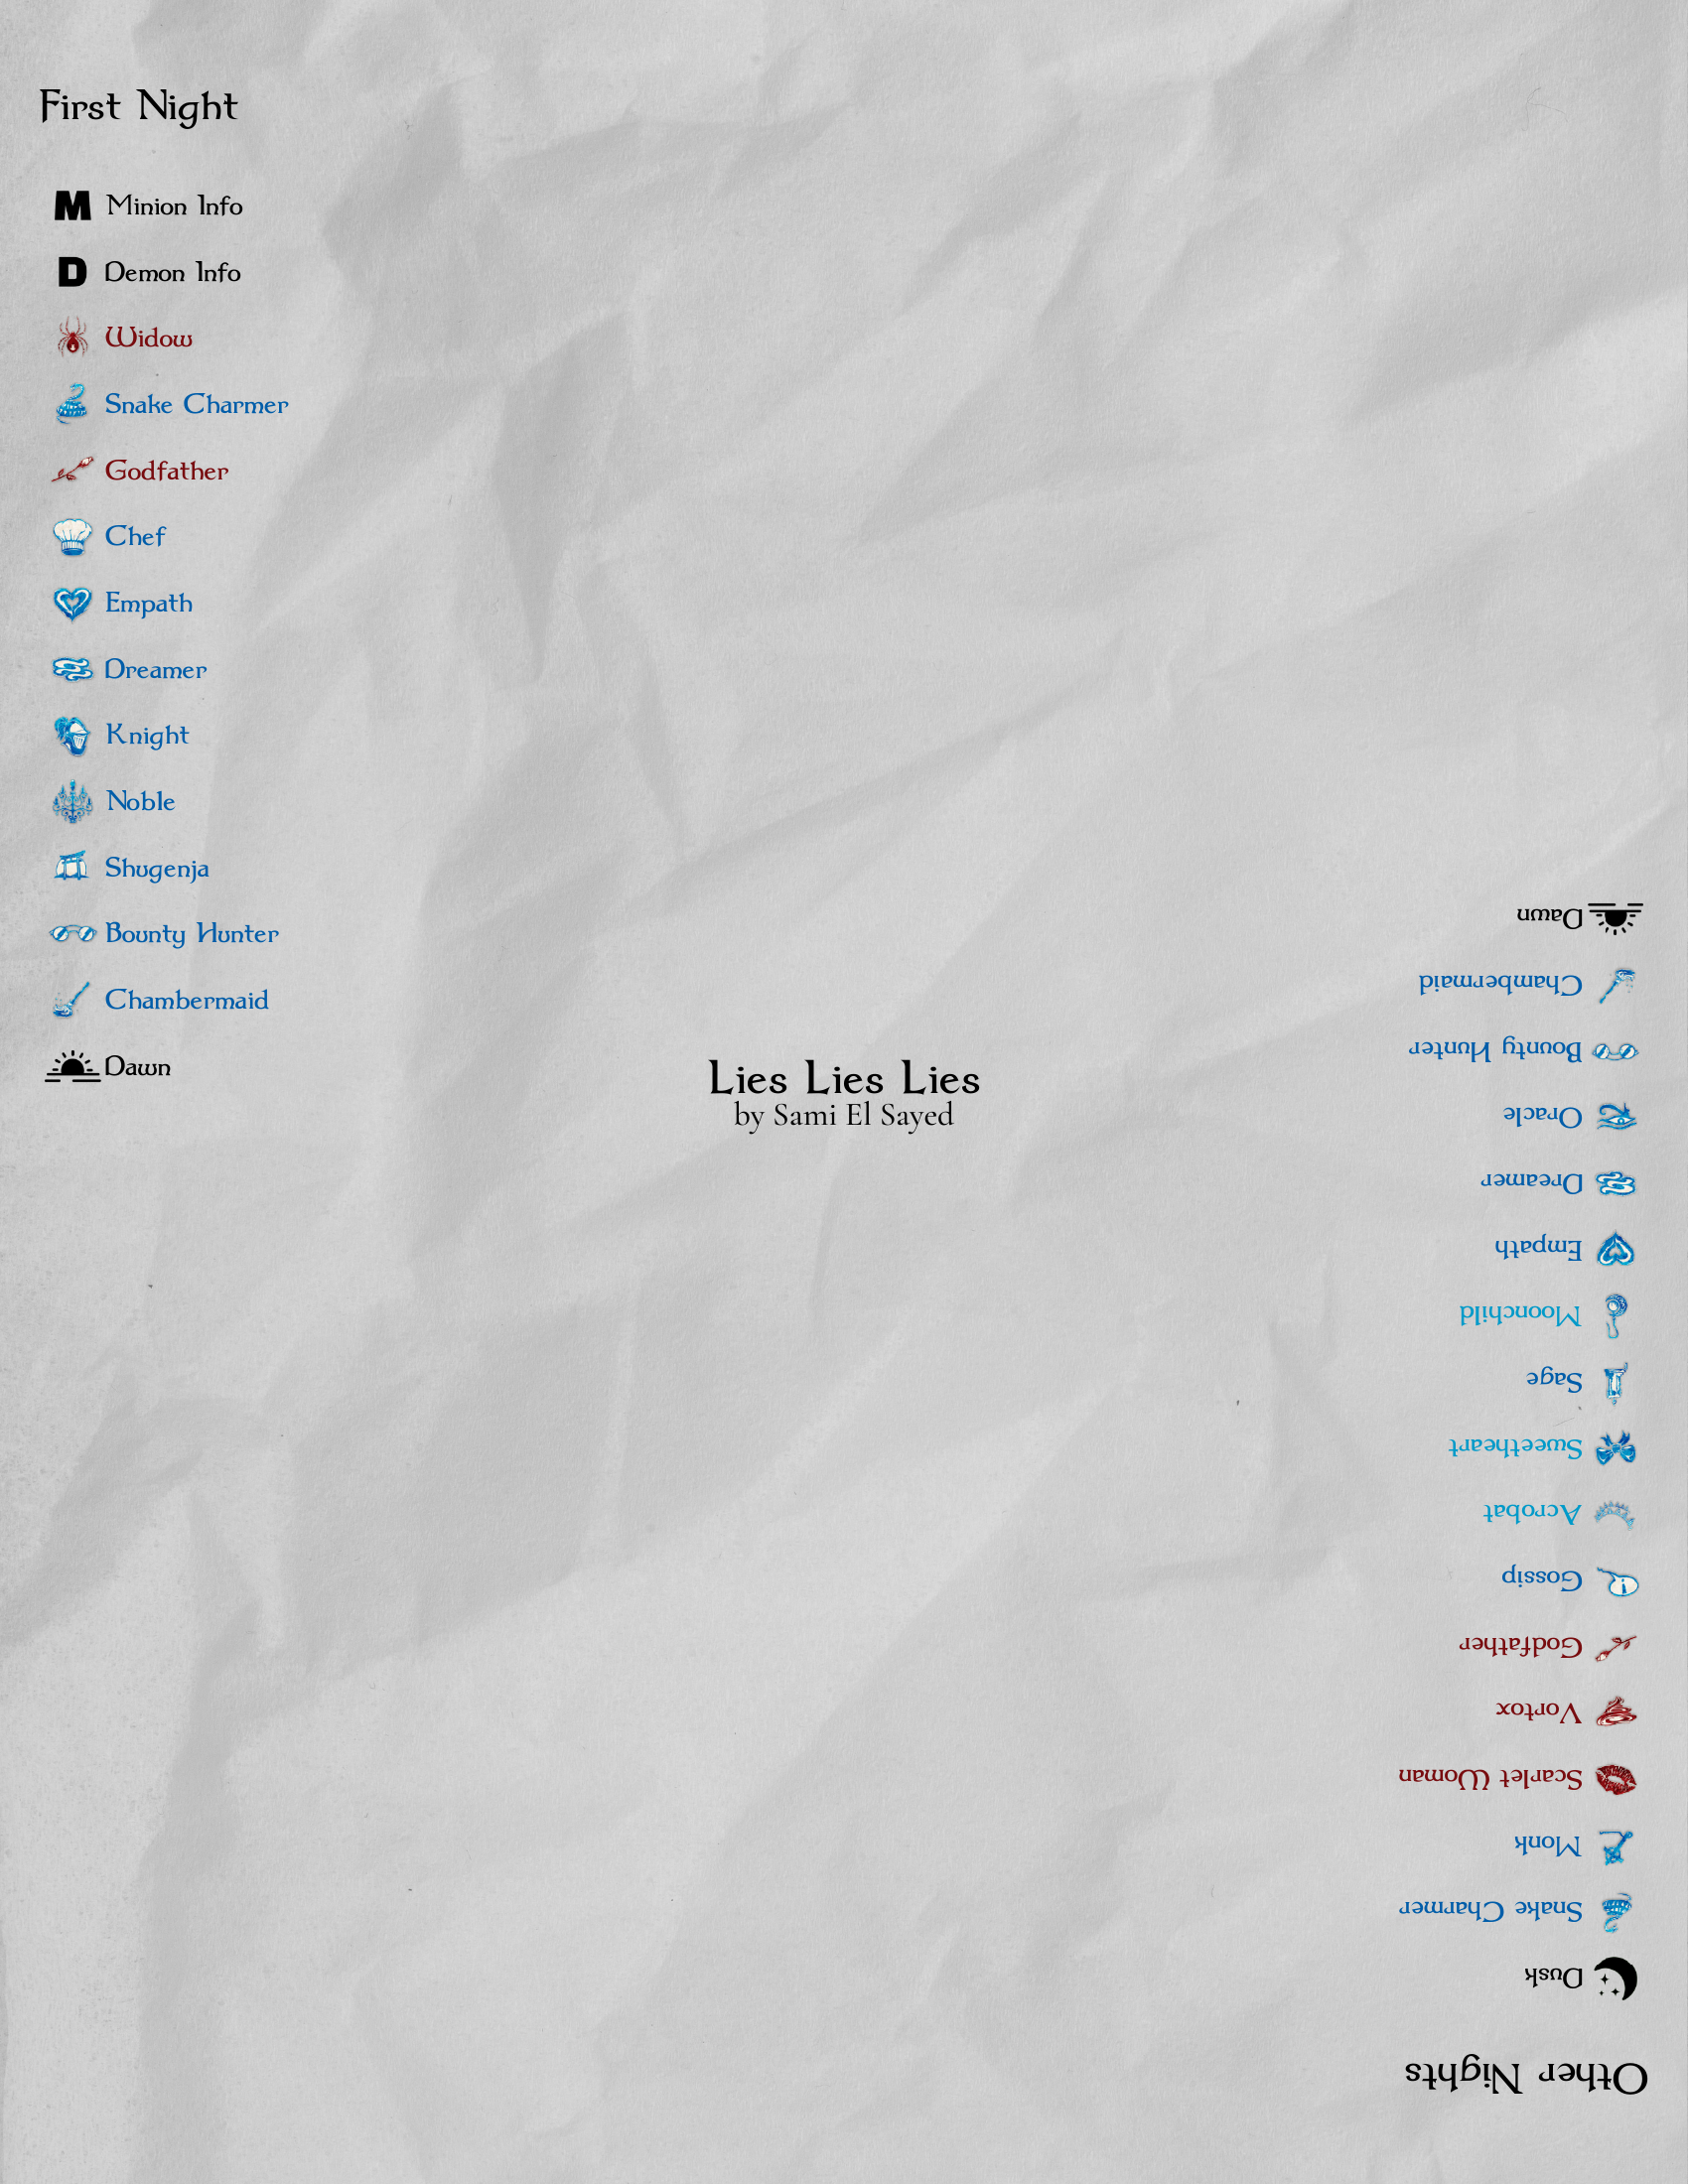 First Night
M Minion Info
D Demon Info
Widow
Snake Charmer
Godfather
Chef
Empath
Dreamer
Knight
Noble
Shugenja
Bounty Hunter
Chambermaid
Dawn
Lies Lies Lies
by Sami El Sayed
Other Nights
Dusk
Snake Charmer
Monk
Scarlet Woman
Vortox
Godfather
Gossip
Acrobat
Sweetheart
Sage
Moonchild
Empath
Dreamer
Oracle
Bounty Hunter
Chambermaid
Dawn